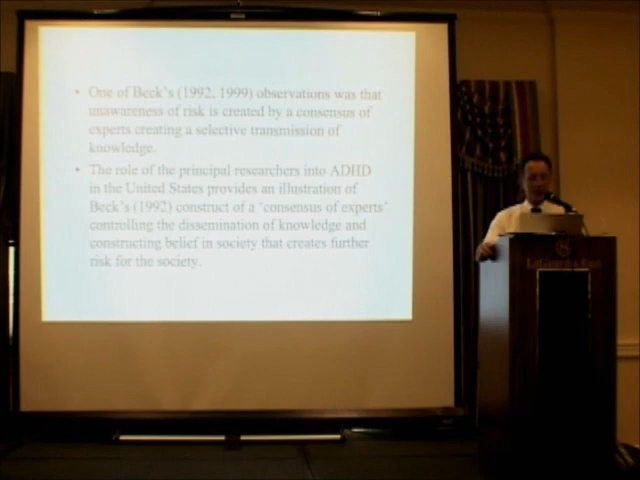 • One of Beck's (1992, 1999) observations was that
unawareness of risk is created by a consensus of
experts creating a selective transmission of
knowledge.
• The role of the principal researchers into ADHD
in the United States provides an illustration of
Beck's (1992) construct of a 'consensus of experts'
controlling the dissemination of knowledge and
constructing belief in society that creates further
risk for the society.